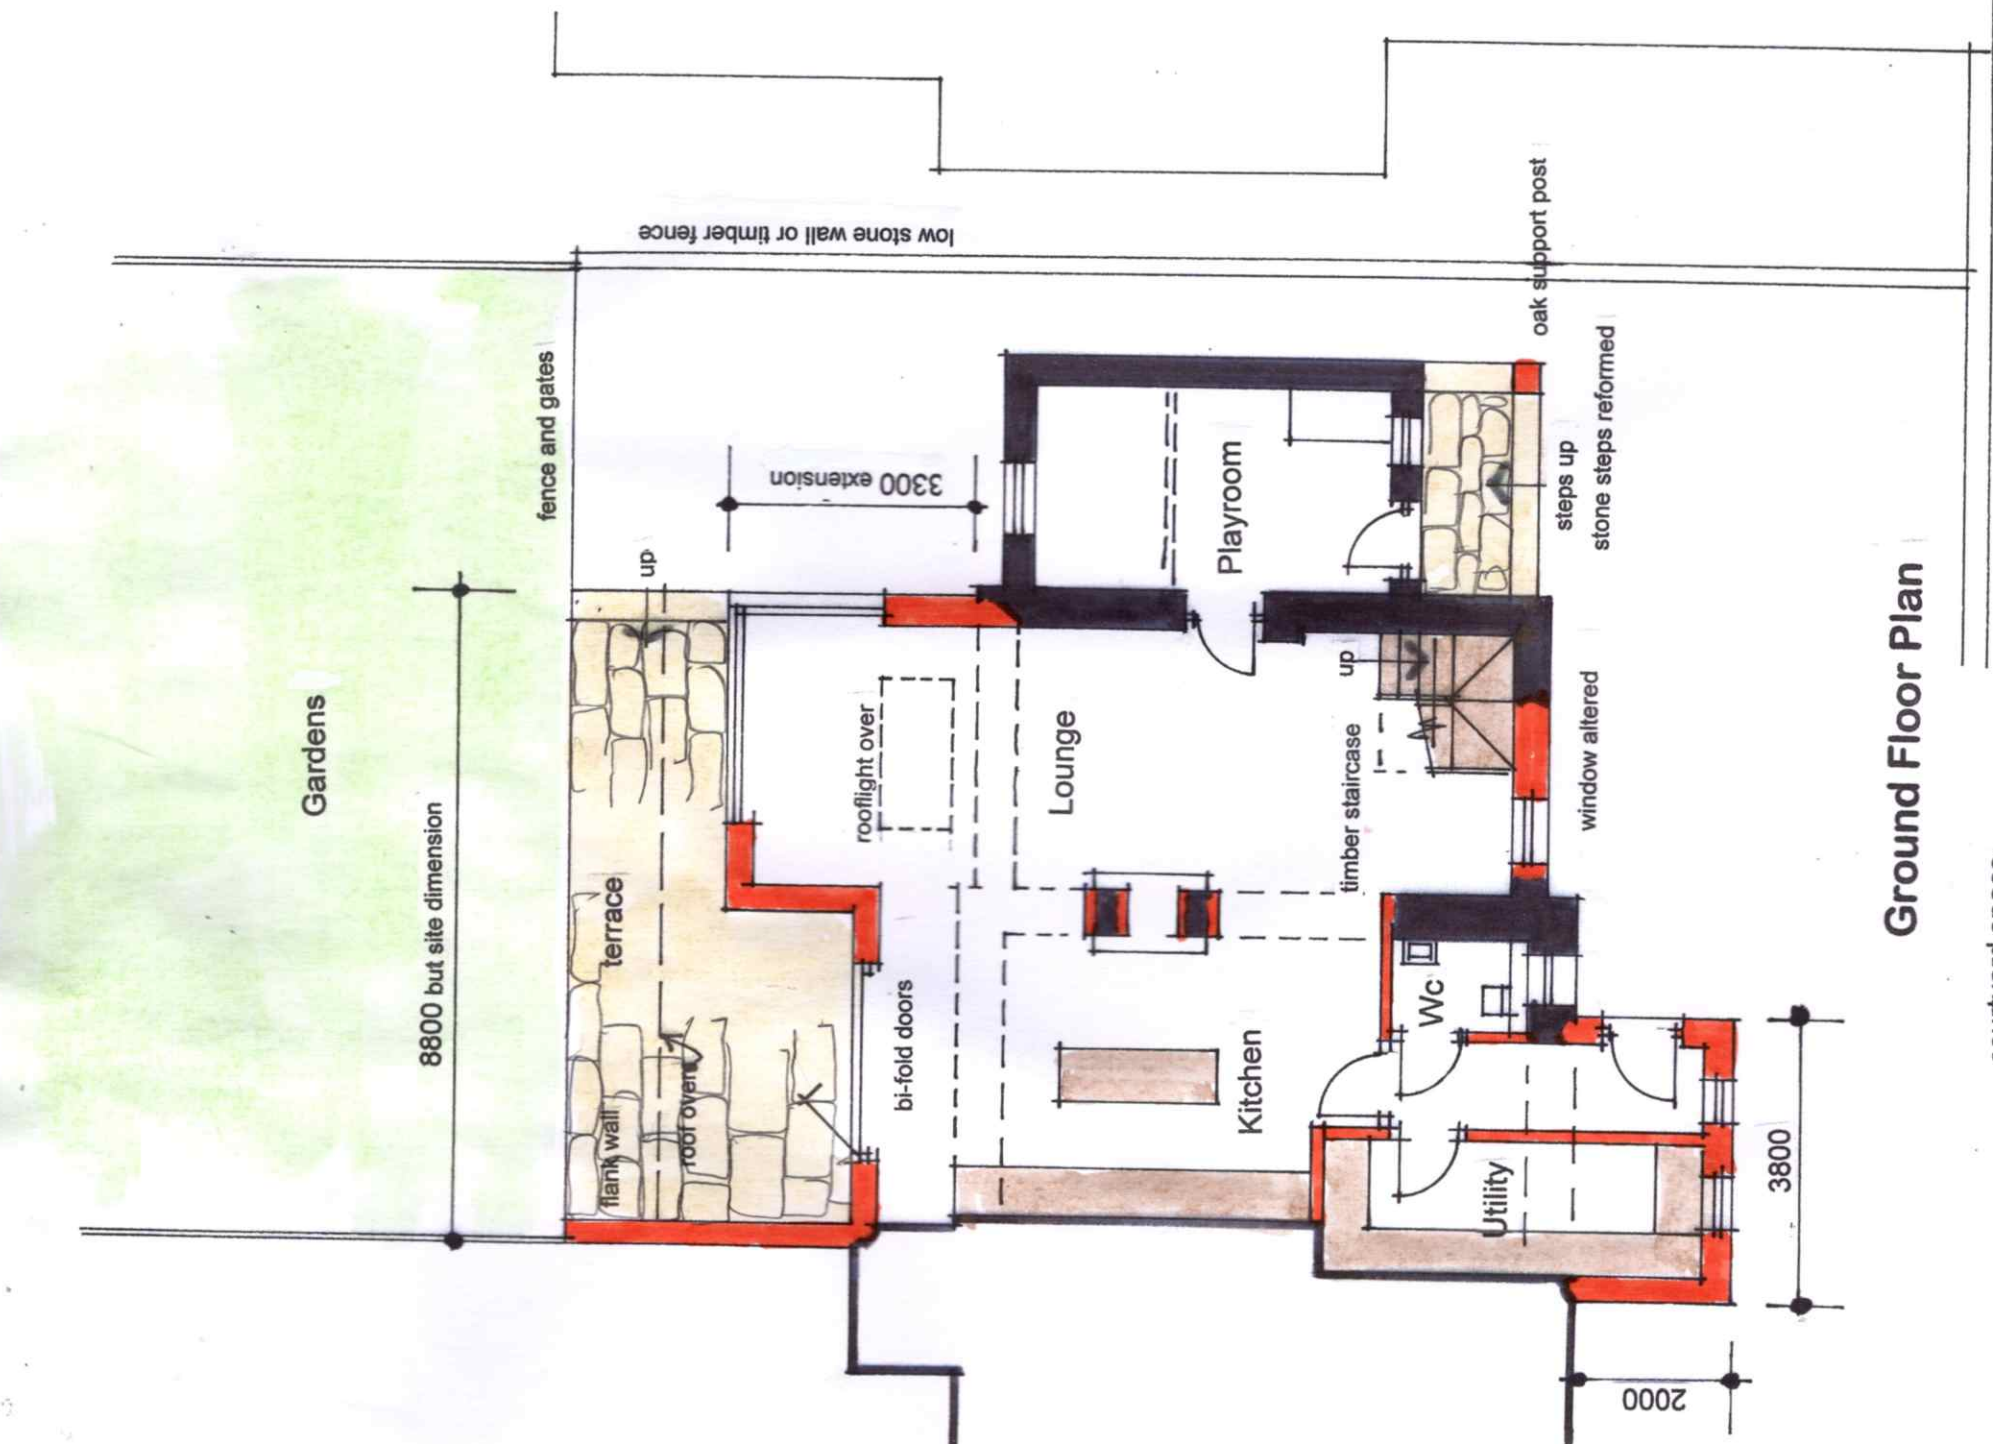 Gardens
8800 but site dimension
fence and gates
low stone wall or timber fence
up
3300 extension
terrace
flank wall
roof over
rooflight over
bi-fold doors
Lounge
Playroom
Kitchen
timber staircase
up
Wc
Utility
oak support post
steps up
stone steps reformed
window altered
3800
2000
Ground Floor Plan